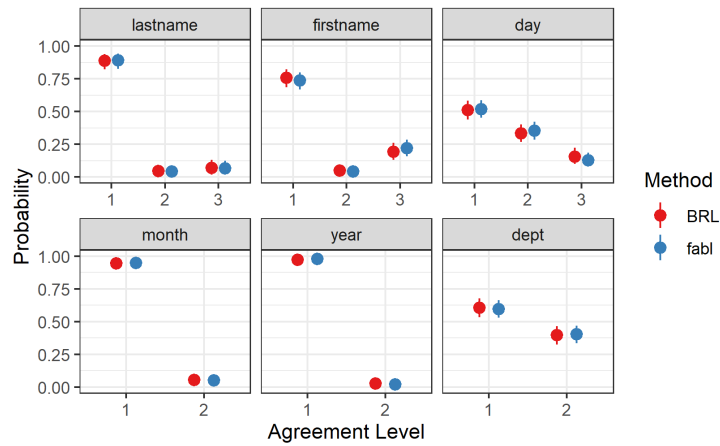 lastname firstname day
1.00
0.75
0.50
0.25
0.00
1 2 3 1 2 3 1 2 3
month year dept
1.00
0.75
0.50
0.25
0.00
1 2 1 2 1 2
Probability
Agreement Level
Method
BRL
fabl